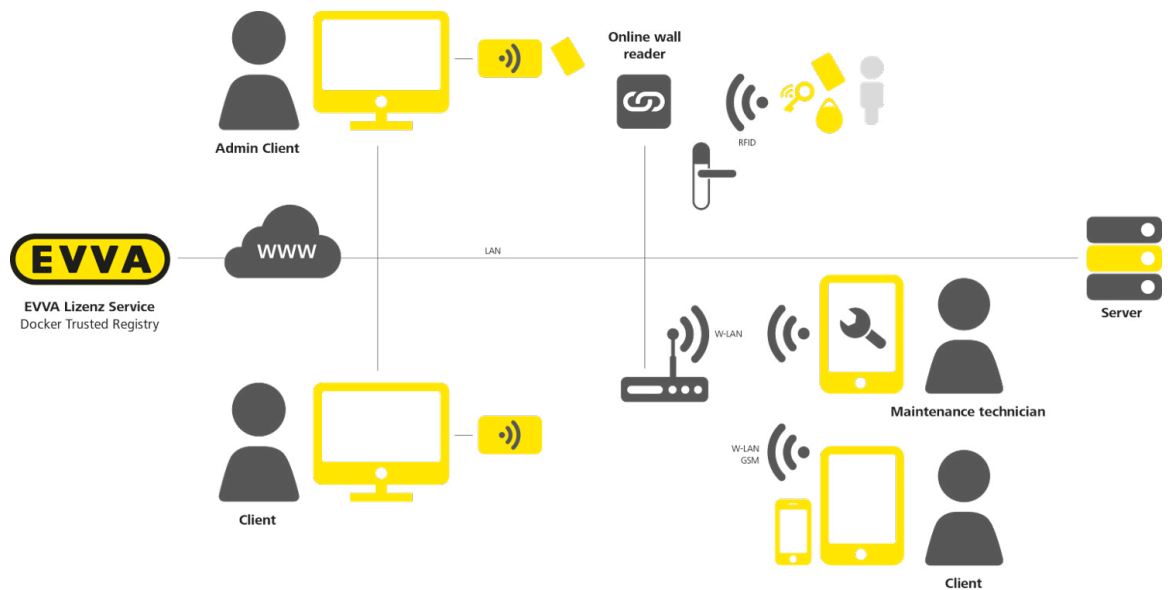 Online wall
reader
RFID
Admin Client
EVVA
WWW
LAN
EVVA Lizenz Service
Docker Trusted Registry
Server
W-LAN
Maintenance technician
W-LAN
GSM
Client
Client